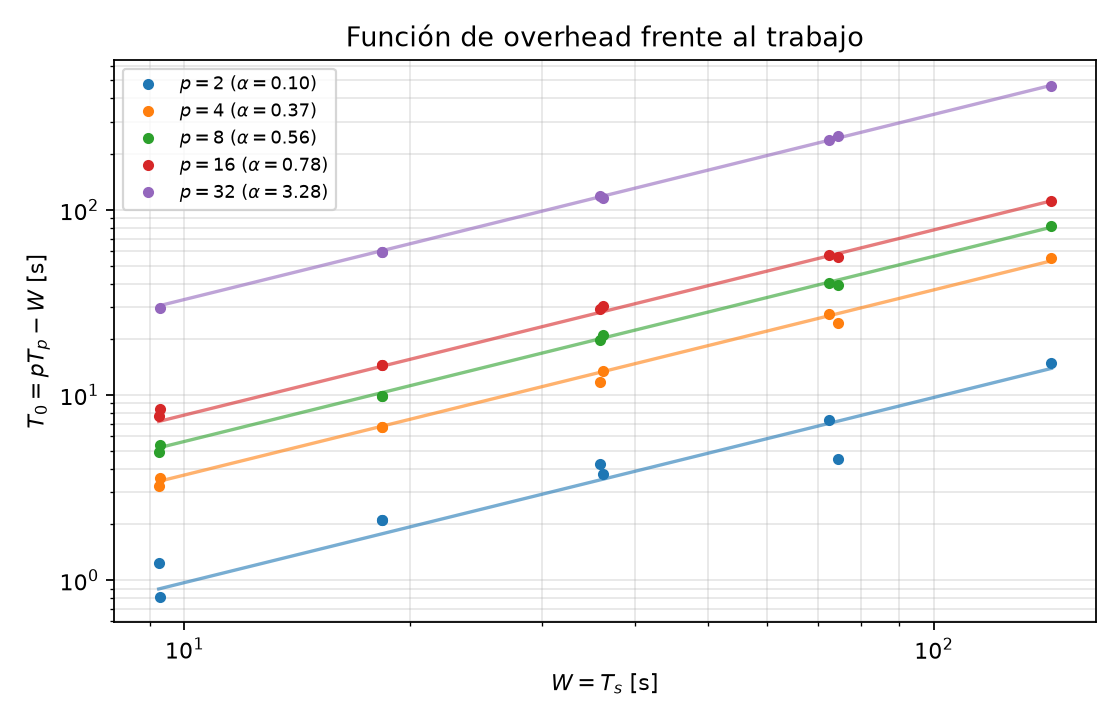 Función de overhead frente al trabajo
p = 2 (α = 0.10)
p = 4 (α = 0.37)
p = 8 (α = 0.56)
p = 16 (α = 0.78)
p = 32 (α = 3.28)
T₀ = pTₚ − W [s]
10²
10¹
10⁰
10¹
10²
W = Tₛ [s]